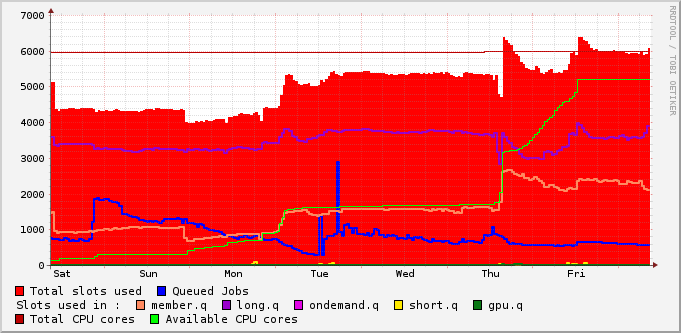 7000
6000
5000
4000
3000
2000
1000
0
Sat Sun Mon Tue Wed Thu Fri
RRDTOOL / TOBI OETIKER
Total slots used Queued Jobs
Slots used in : member.q long.q ondemand.q short.q gpu.q
Total CPU cores Available CPU cores